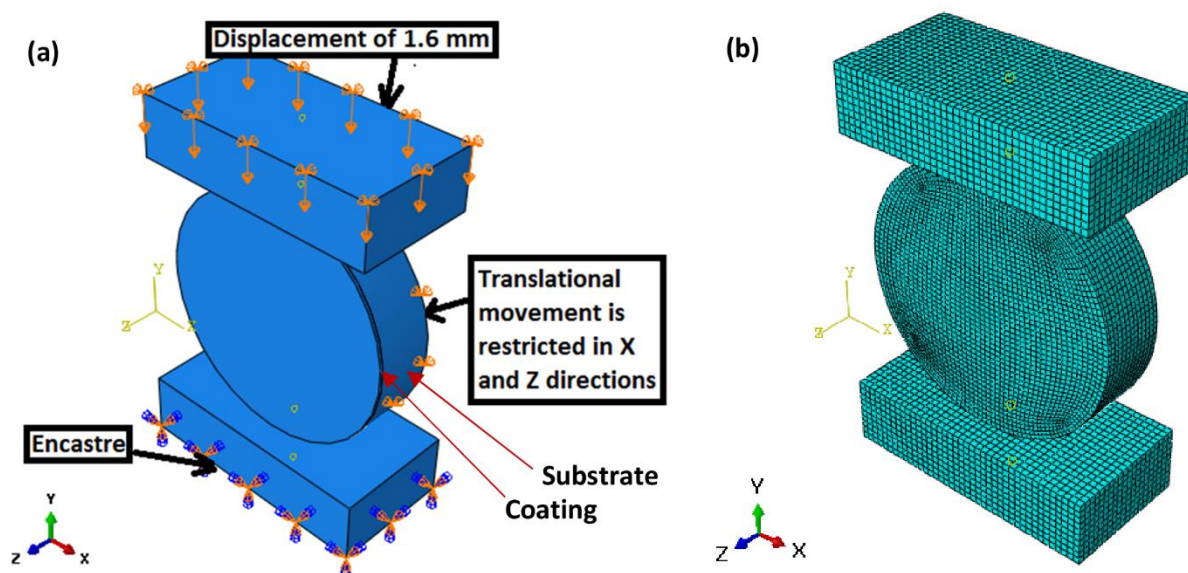 (a)
Displacement of 1.6 mm
Translational
movement is
restricted in X
and Z directions
Y
Z
X
Encastre
Substrate
Coating
Y
Z
X
(b)
Y
Z
X
Y
Z
X